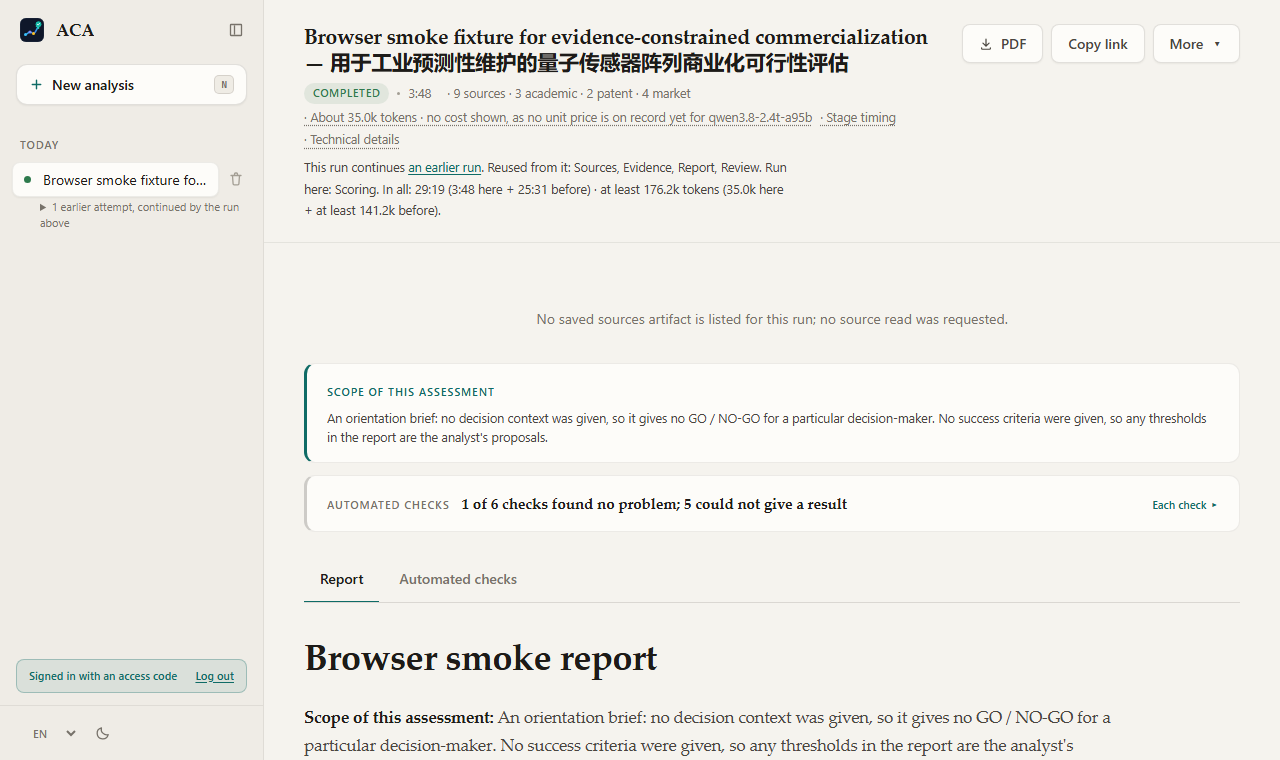 ACA
New analysis
N
TODAY
Browser smoke fixture fo...
▶ 1 earlier attempt, continued by the run
above
Signed in with an access code
Log out
EN
Browser smoke fixture for evidence-constrained commercialization
— 用于工业预测性维护的量子传感器阵列商业化可行性评估
PDF
Copy link
More ▼
COMPLETED • 3:48 · 9 sources · 3 academic · 2 patent · 4 market
· About 35.0k tokens · no cost shown, as no unit price is on record yet for qwen3.8-2.4t-a95b · Stage timing
· Technical details
This run continues an earlier run. Reused from it: Sources, Evidence, Report, Review. Run
here: Scoring. In all: 29:19 (3:48 here + 25:31 before) · at least 176.2k tokens (35.0k here
+ at least 141.2k before).
No saved sources artifact is listed for this run; no source read was requested.
SCOPE OF THIS ASSESSMENT
An orientation brief: no decision context was given, so it gives no GO / NO-GO for a particular decision-maker. No success criteria were given, so any thresholds
in the report are the analyst's proposals.
AUTOMATED CHECKS 1 of 6 checks found no problem; 5 could not give a result
Each check ▸
Report
Automated checks
Browser smoke report
Scope of this assessment: An orientation brief: no decision context was given, so it gives no GO / NO-GO for a
particular decision-maker. No success criteria were given, so any thresholds in the report are the analyst's